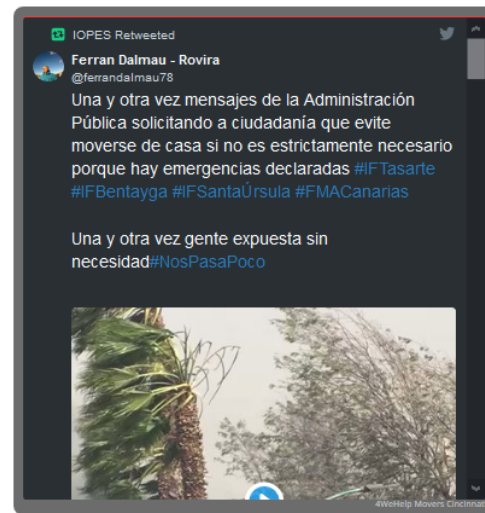 IOPES Retweeted
Ferran Dalmau - Rovira
@ferrandalmau78
Una y otra vez mensajes de la Administración
Pública solicitando a ciudadanía que evite
moverse de casa si no es estrictamente necesario
porque hay emergencias declaradas #IFTasarte
#IFBentayga #IFSantaÚrsula #FMACanarias
Una y otra vez gente expuesta sin
necesidad#NosPasaPoco
4WeHelp Movers Cincinnat